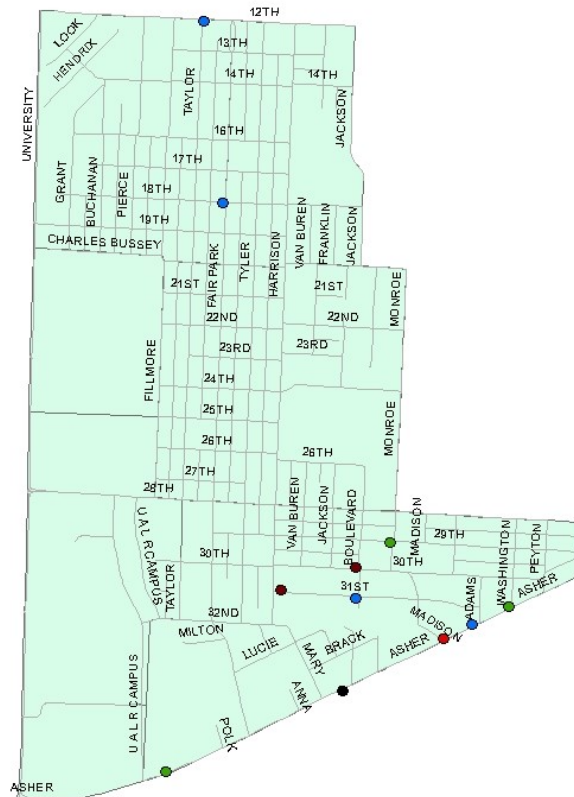 12TH
LOOK
HENDRIX
13TH
14TH
14TH
TAYLOR
UNIVERSITY
JACKSON
16TH
17TH
GRANT
BUCHANAN
PIERCE
18TH
19TH
CHARLES BUSSEY
VAN BUREN
FRANKLIN
JACKSON
FAIR PARK
TYLER
HARRISON
21ST
21ST
MONROE
22ND
22ND
23RD
23RD
FILLMORE
24TH
25TH
26TH
MONROE
26TH
27TH
28TH
VAN BUREN
JACKSON
BOULEVARD
MADISON
29TH
WASHINGTON
PEYTON
UALR CAMPUS
30TH
30TH
TAYLOR
31ST
ADAMS
ASHER
32ND
MILTON
MADISON
LUCIE
MARY
BRACK
ASHER
UALR CAMPUS
ANNA
POLK
ASHER